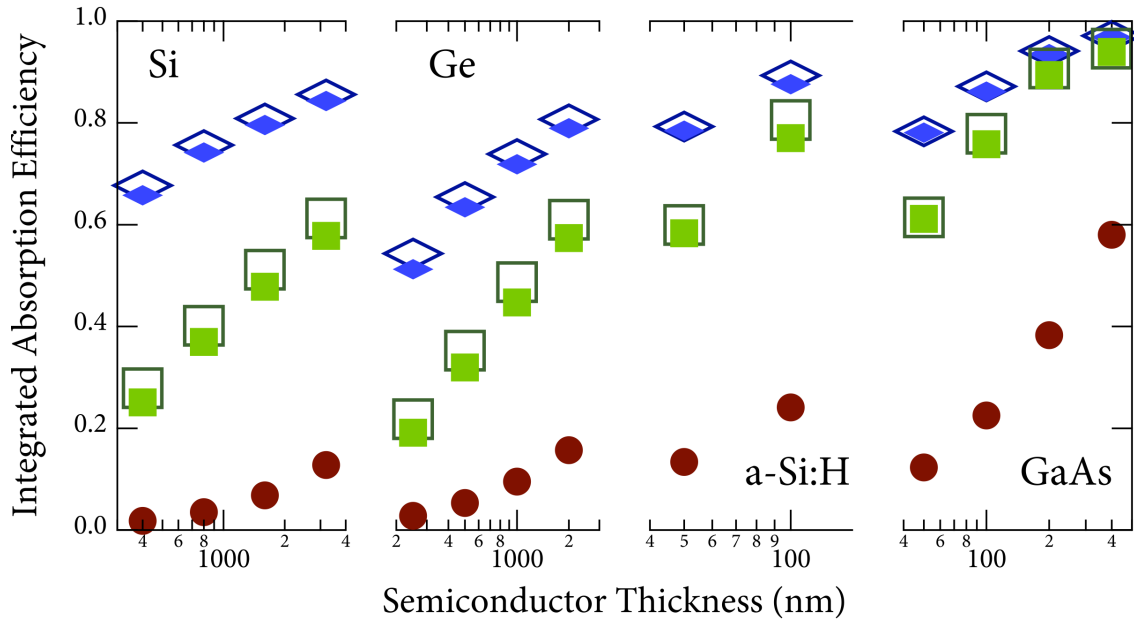 Integrated Absorption Efficiency
1.0
0.8
0.6
0.4
0.2
0.0
Si
Ge
a-Si:H
GaAs
4 6 8 2 4 2 4 6 8 2 4 5 6 7 8 9 4 6 8 2 4
1000 1000 100 100
Semiconductor Thickness (nm)